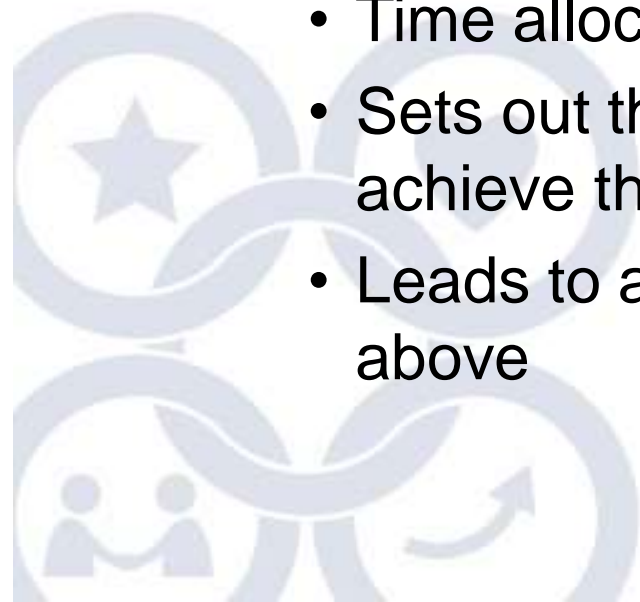 • Time alloc
• Sets out th
achieve th
• Leads to a
above